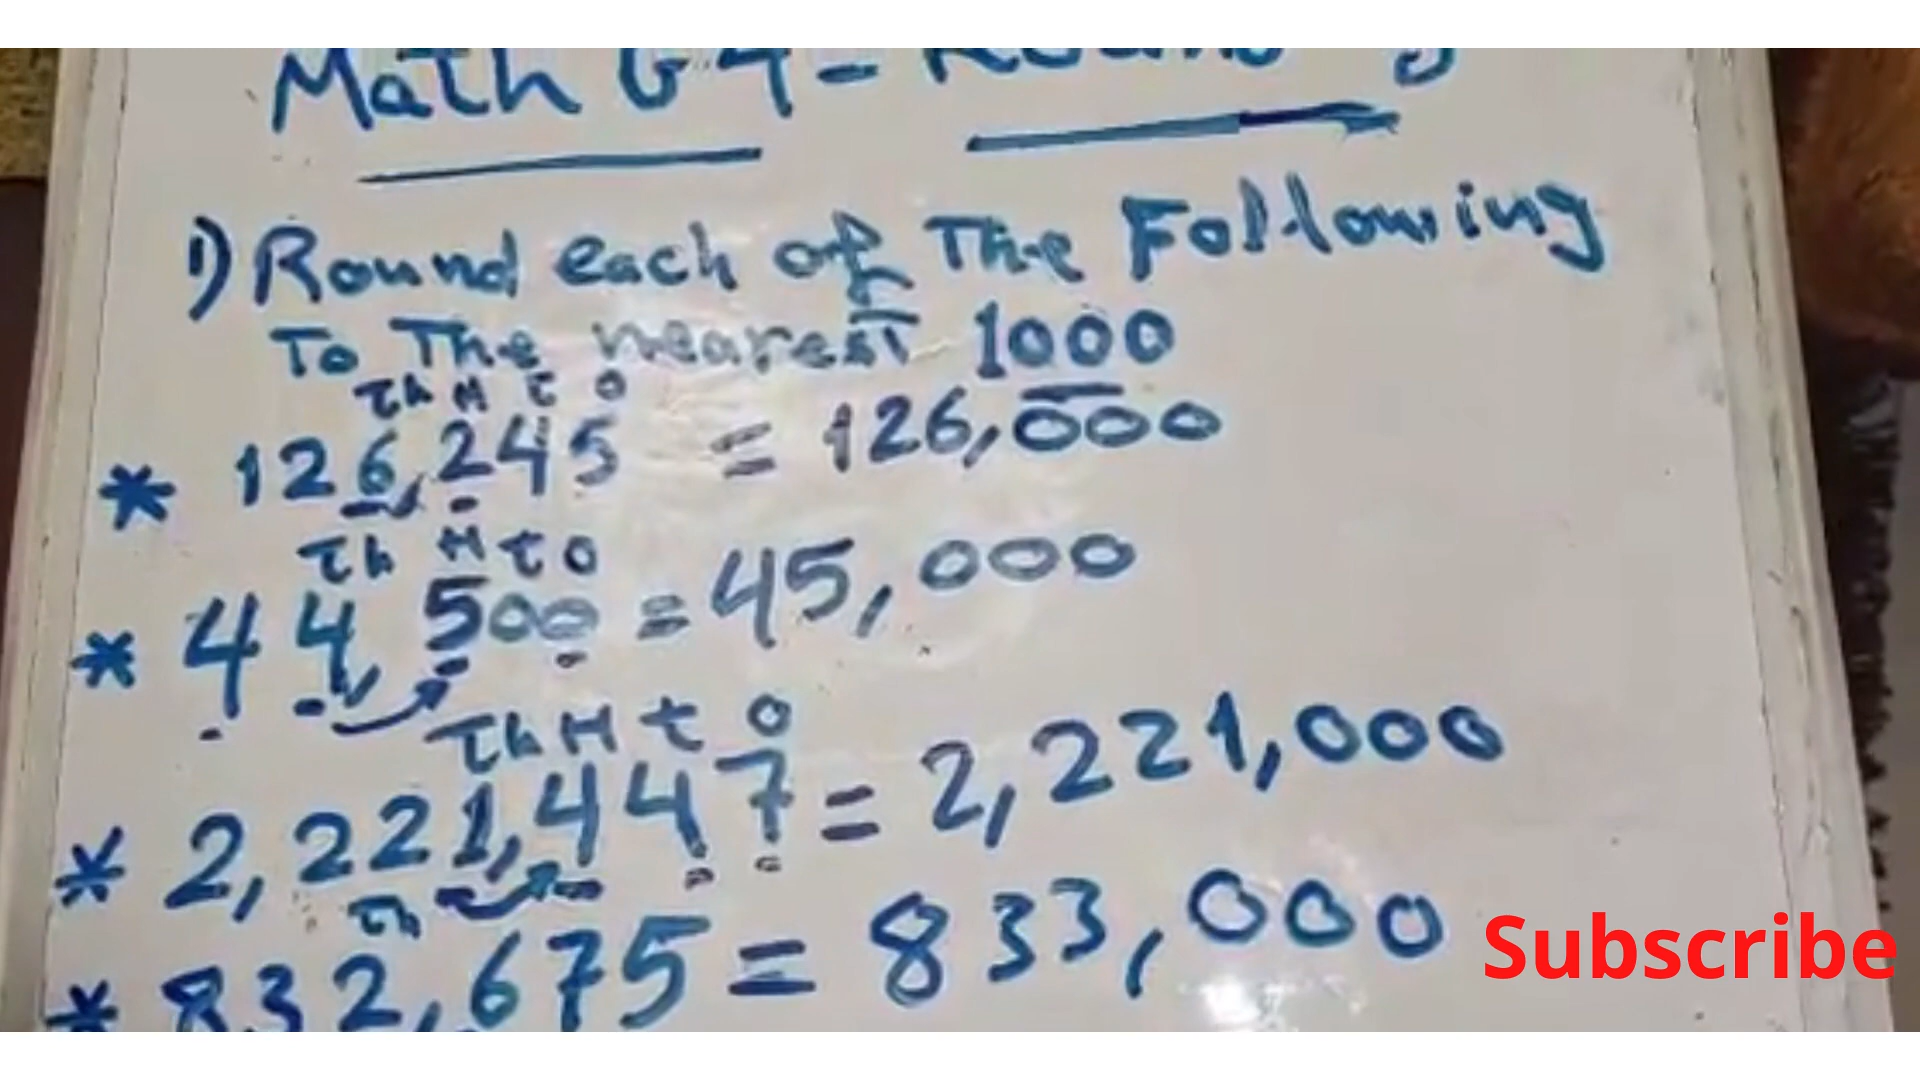 Math G4 - Rounding
1) Round each of The Following
To The nearest 1000
Th H t O
* 126,245 = 126,000
Th H t O
* 44,500 = 45,000
Th H t O
* 2,221,447 = 2,221,000
Th
* 832,675 = 833,000
Subscribe